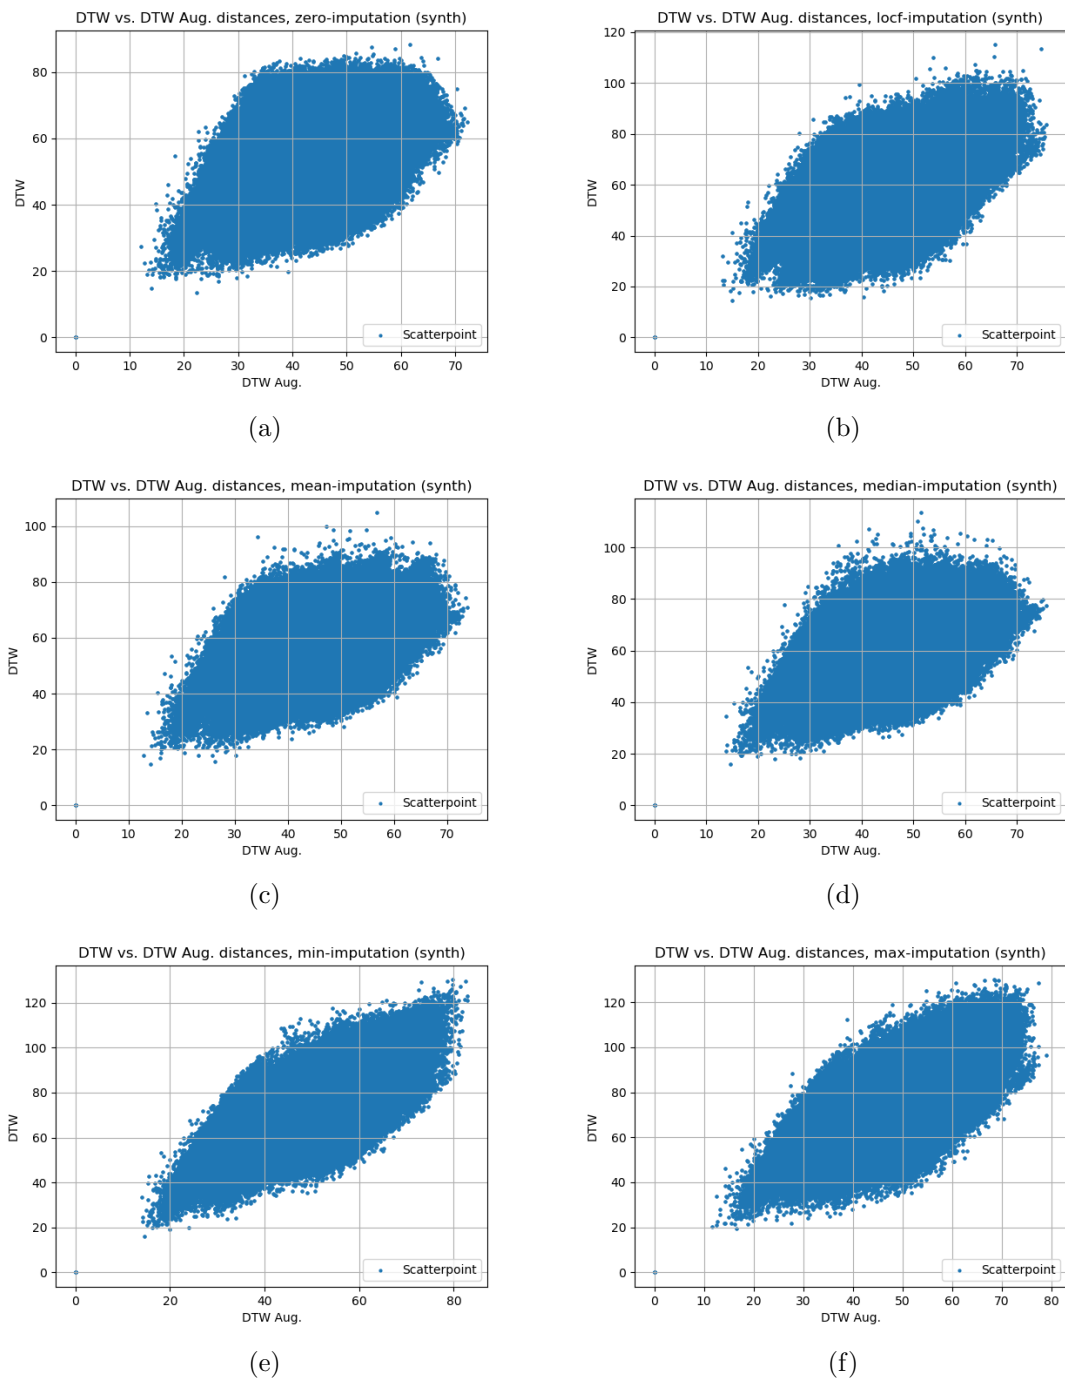 DTW vs. DTW Aug. distances, zero-imputation (synth)
80
60
40
20
0
DTW
0 10 20 30 40 50 60 70
DTW Aug.
Scatterpoint
(a)
DTW vs. DTW Aug. distances, locf-imputation (synth)
120
100
80
60
40
20
0
DTW
0 10 20 30 40 50 60 70
DTW Aug.
Scatterpoint
(b)
DTW vs. DTW Aug. distances, mean-imputation (synth)
100
80
60
40
20
0
DTW
0 10 20 30 40 50 60 70
DTW Aug.
Scatterpoint
(c)
DTW vs. DTW Aug. distances, median-imputation (synth)
100
80
60
40
20
0
DTW
0 10 20 30 40 50 60 70
DTW Aug.
Scatterpoint
(d)
DTW vs. DTW Aug. distances, min-imputation (synth)
120
100
80
60
40
20
0
DTW
0 20 40 60 80
DTW Aug.
Scatterpoint
(e)
DTW vs. DTW Aug. distances, max-imputation (synth)
120
100
80
60
40
20
0
DTW
0 10 20 30 40 50 60 70 80
DTW Aug.
Scatterpoint
(f)